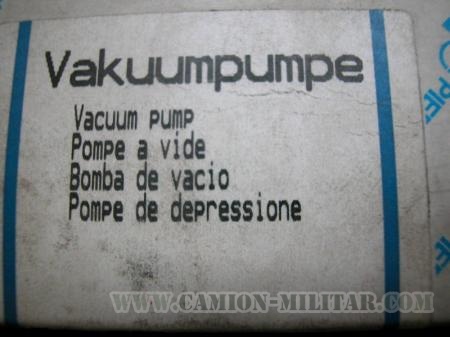 Vakuumpumpe
Vacuum pump
Pompe a vide
Bomba de vacio
Pompe de depressione
WWW.CAMION-MILITAR.COM